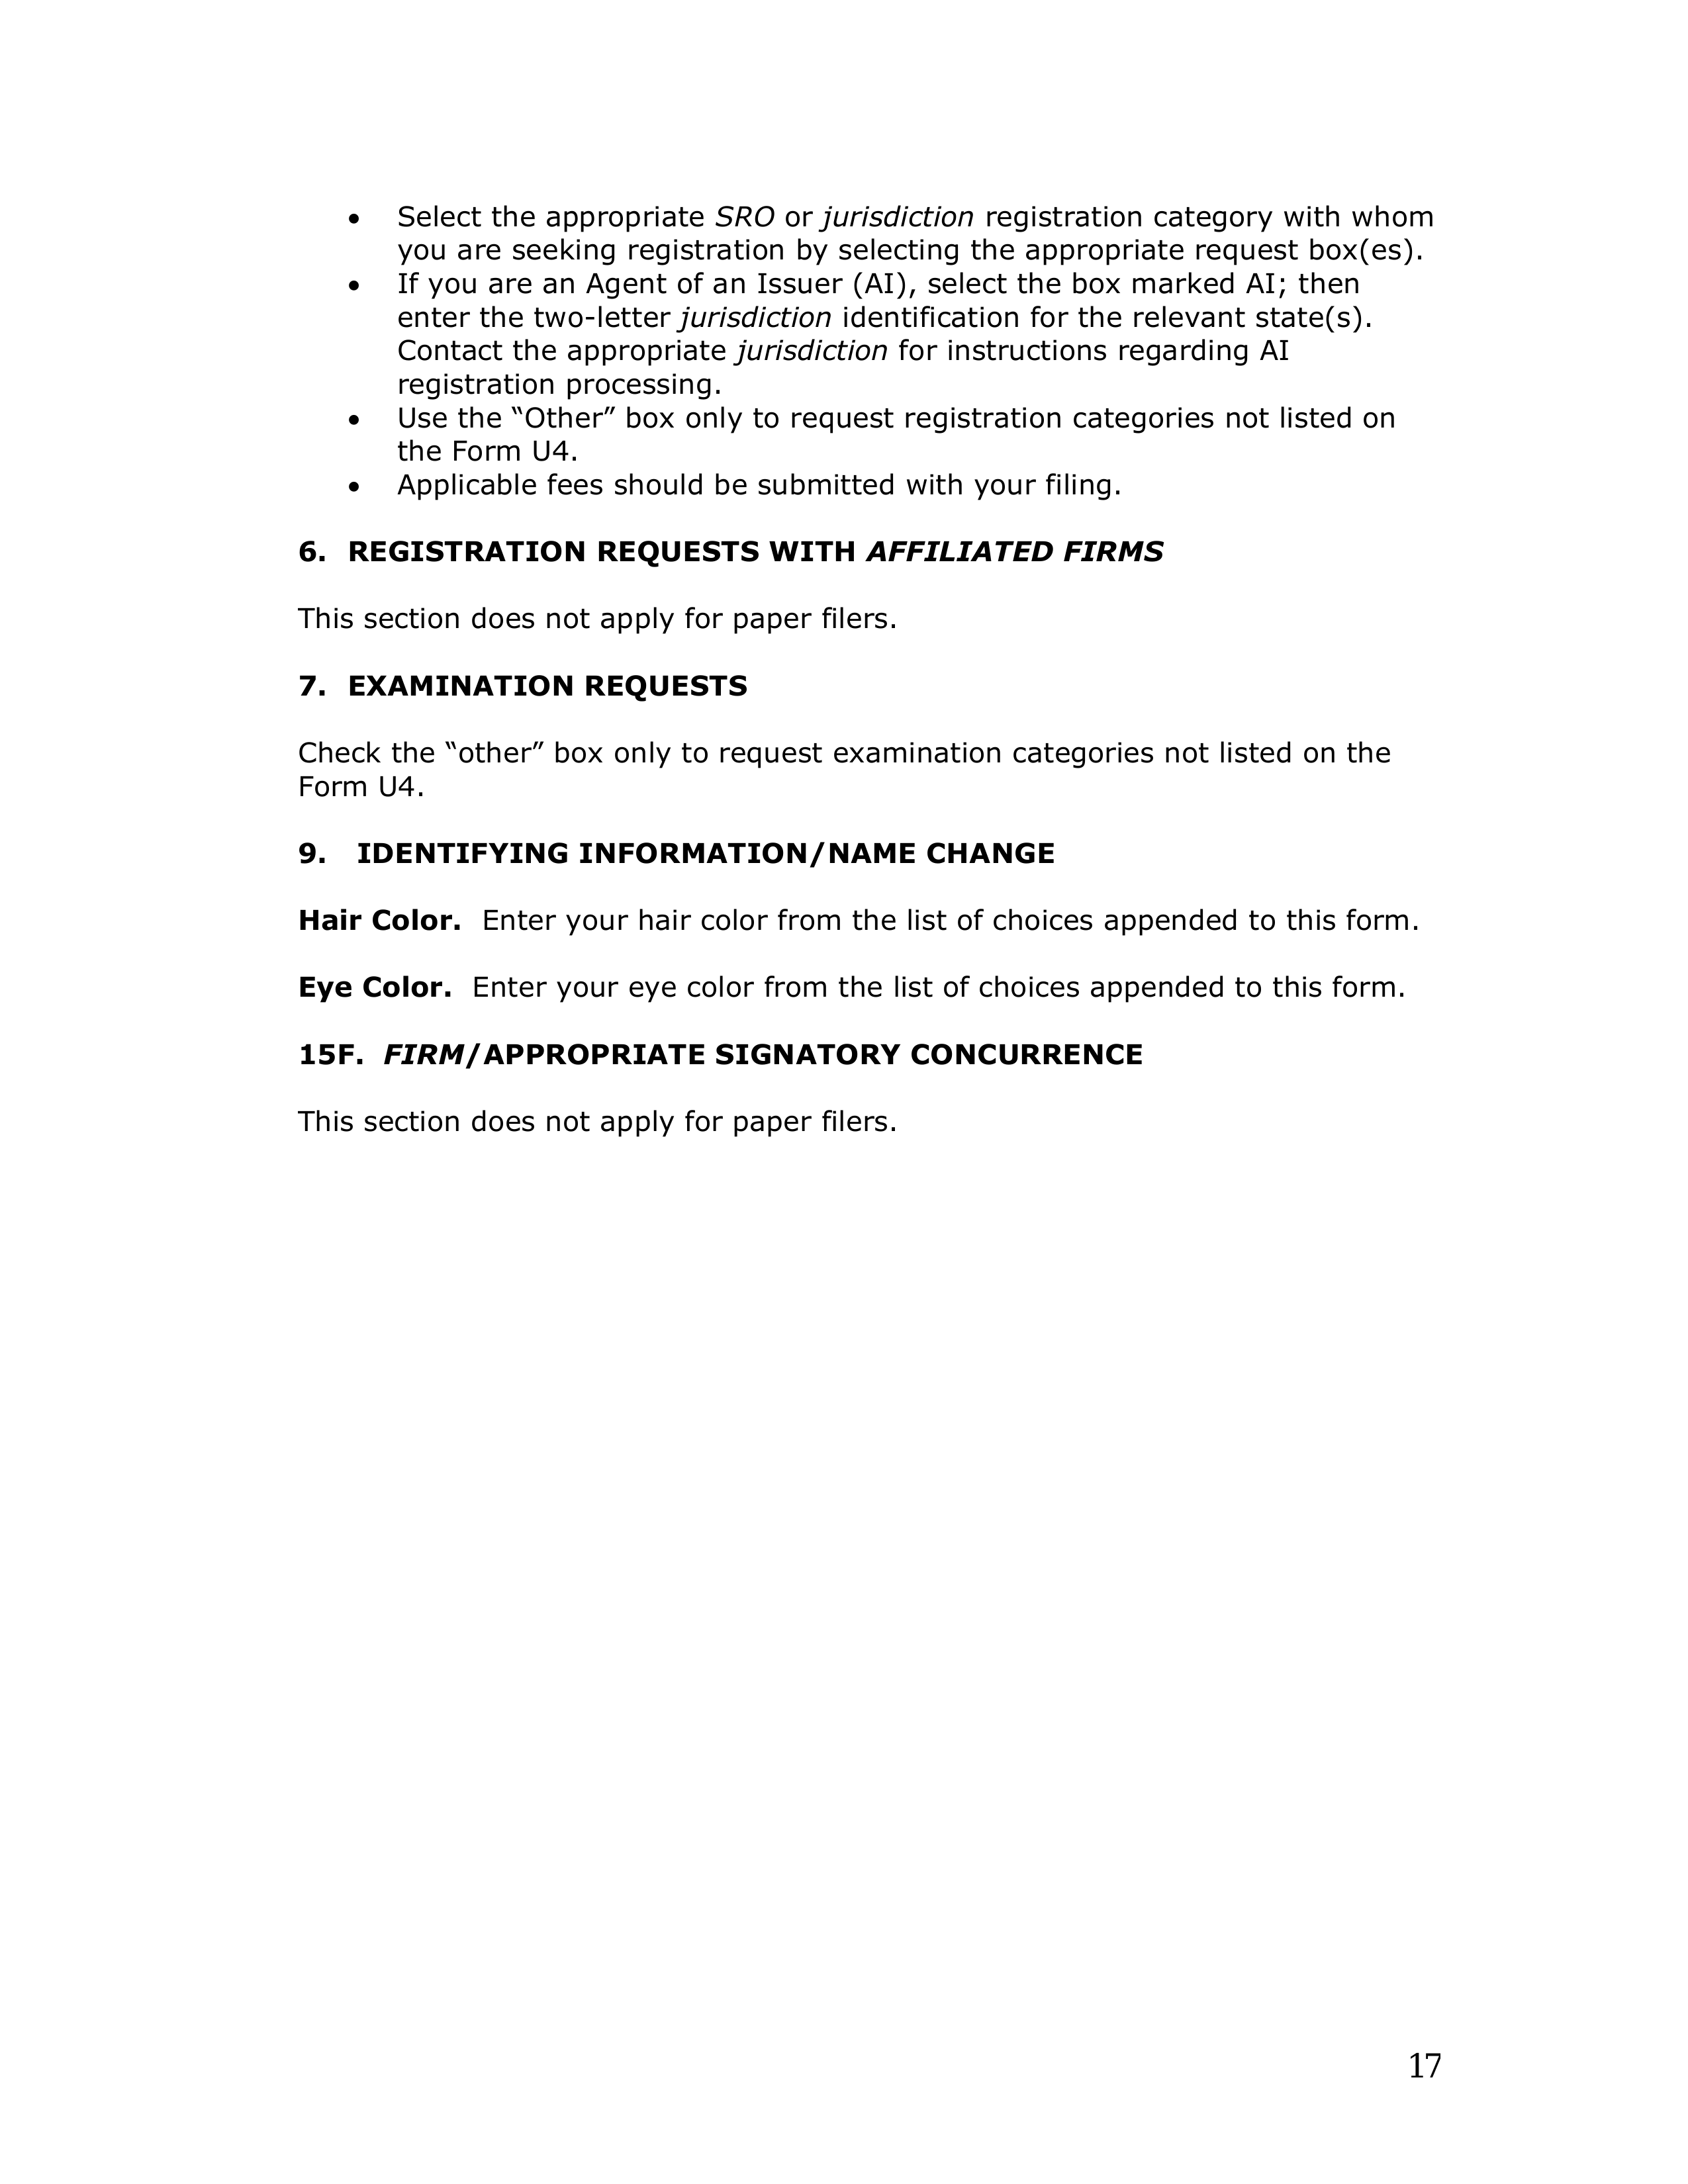 • Select the appropriate SRO or jurisdiction registration category with whom
you are seeking registration by selecting the appropriate request box(es).
• If you are an Agent of an Issuer (AI), select the box marked AI; then
enter the two-letter jurisdiction identification for the relevant state(s).
Contact the appropriate jurisdiction for instructions regarding AI
registration processing.
• Use the “Other” box only to request registration categories not listed on
the Form U4.
• Applicable fees should be submitted with your filing.
6. REGISTRATION REQUESTS WITH AFFILIATED FIRMS
This section does not apply for paper filers.
7. EXAMINATION REQUESTS
Check the “other” box only to request examination categories not listed on the
Form U4.
9. IDENTIFYING INFORMATION/NAME CHANGE
Hair Color. Enter your hair color from the list of choices appended to this form.
Eye Color. Enter your eye color from the list of choices appended to this form.
15F. FIRM/APPROPRIATE SIGNATORY CONCURRENCE
This section does not apply for paper filers.
17